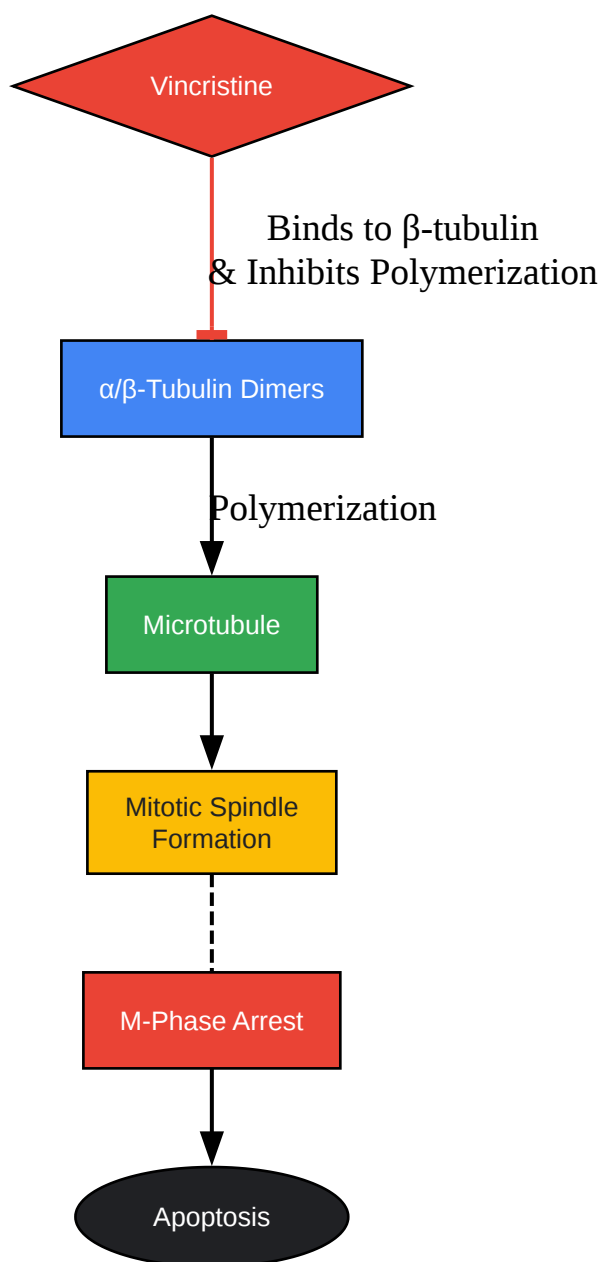 Vincristine
Binds to β-tubulin
& Inhibits Polymerization
α/β-Tubulin Dimers
Polymerization
Microtubule
Mitotic Spindle
Formation
M-Phase Arrest
Apoptosis